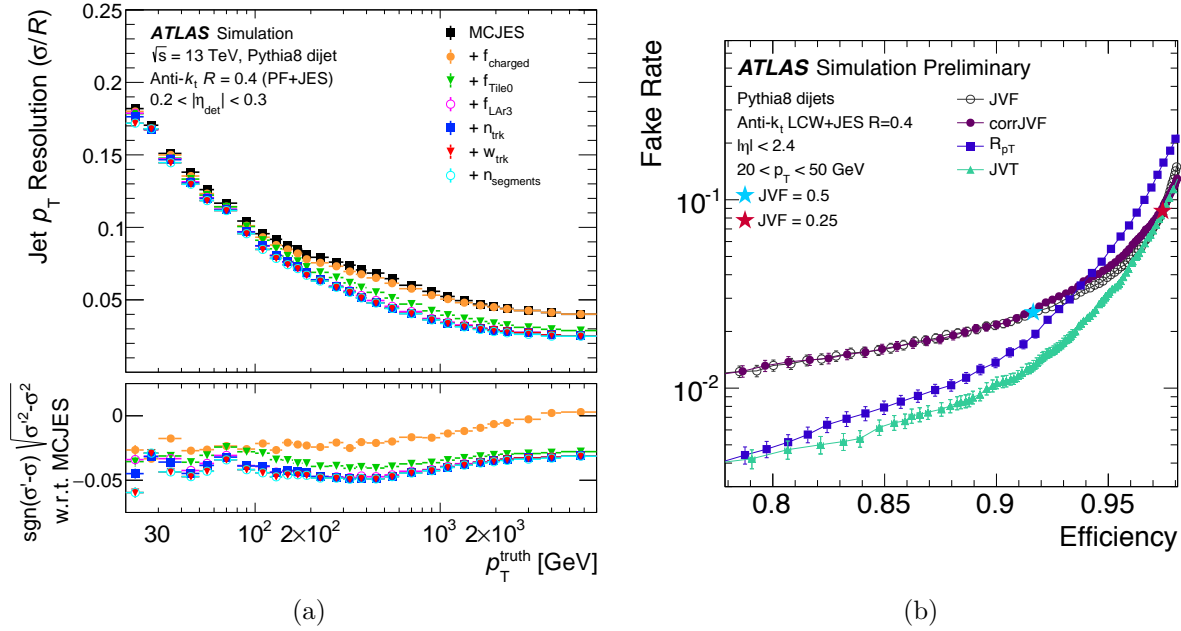 ATLAS Simulation
√s = 13 TeV, Pythia8 dijet
Anti-kt R = 0.4 (PF+JES)
0.2 < |ηdet| < 0.3
MCJES
+ fcharged
+ fTile0
+ fLAr3
+ ntrk
+ wtrk
+ nsegments
Jet pT Resolution (σ/R)
0.25
0.20
0.15
0.10
0.05
sgn(σ'-σ) √σ'²-σ²
w.r.t. MCJES
0
−0.05
30
10² 2×10²
10³ 2×10³
pTtruth [GeV]
(a)
ATLAS Simulation Preliminary
Pythia8 dijets
Anti-kt LCW+JES R=0.4
|η| < 2.4
20 < pT < 50 GeV
JVF = 0.5
JVF = 0.25
JVF
corrJVF
RpT
JVT
Fake Rate
10⁻¹
10⁻²
0.8
0.85
0.9
0.95
Efficiency
(b)